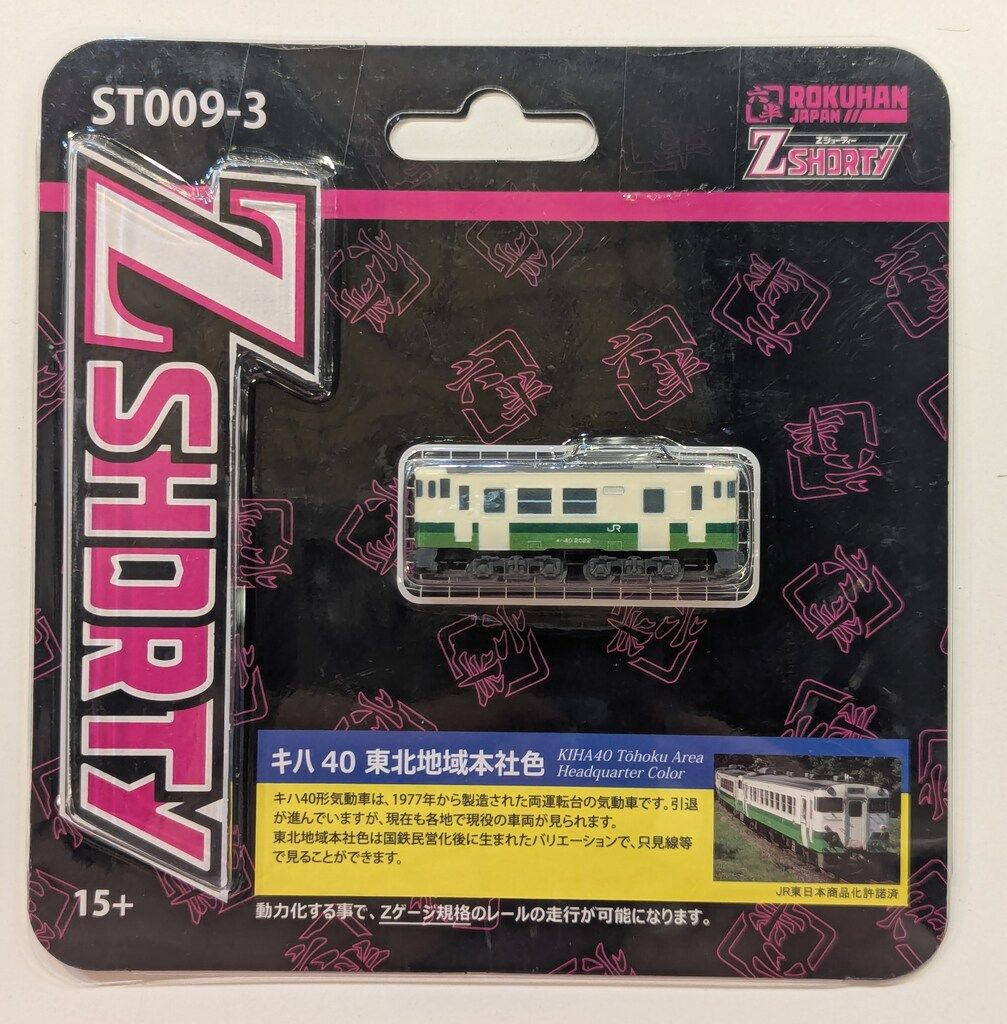 ST009-3
六半
ROKUHAN
JAPAN
Zショーティー
Z SHORTY
Z SHORTY
JR
キハ40 2022
キハ 40 東北地域本社色
KIHA40 Tōhoku Area
Headquarter Color
キハ40形気動車は、1977年から製造された両運転台の気動車です。引退
が進んでいますが、現在も各地で現役の車両が見られます。
東北地域本社色は国鉄民営化後に生まれたバリエーションで、只見線等
で見ることができます。
JR東日本商品化許諾済
15+
動力化する事で、Zゲージ規格のレールの走行が可能になります。